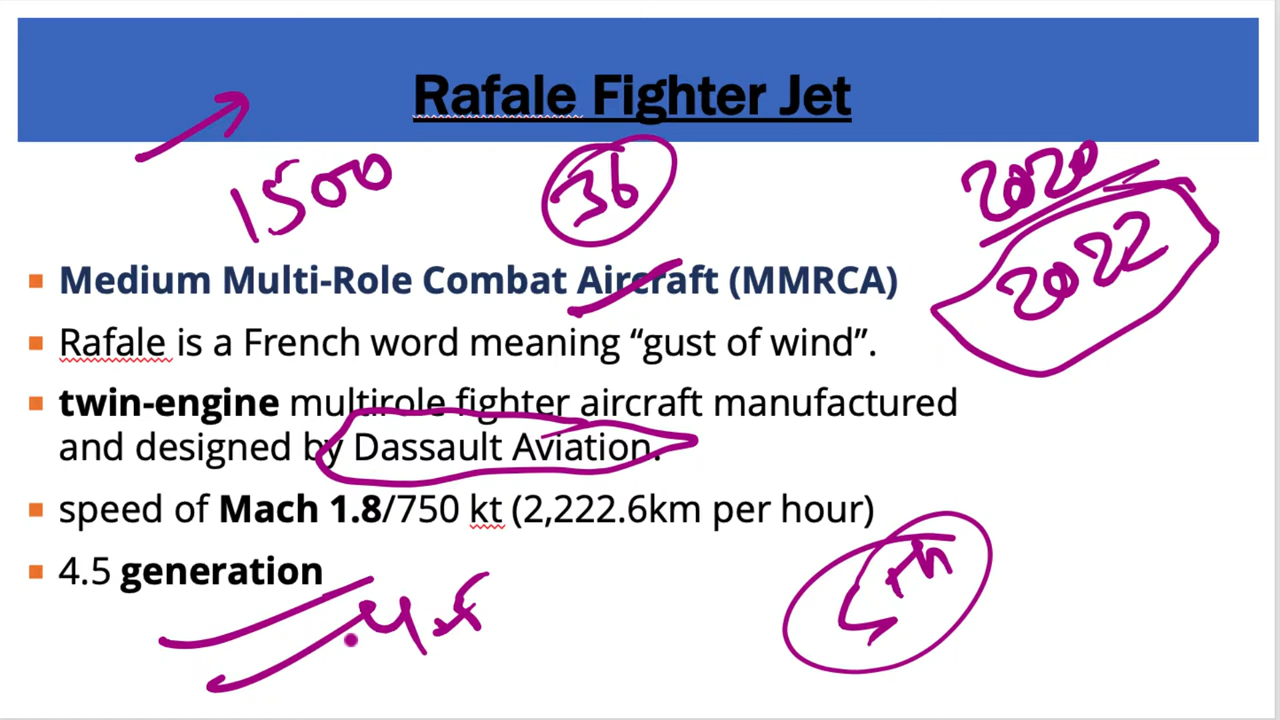 Rafale Fighter Jet
1500
36
2020
2022
Medium Multi-Role Combat Aircraft (MMRCA)
Rafale is a French word meaning “gust of wind”.
twin-engine multirole fighter aircraft manufactured
and designed by Dassault Aviation.
speed of Mach 1.8/750 kt (2,222.6km per hour)
4.5 generation
4.5
5th